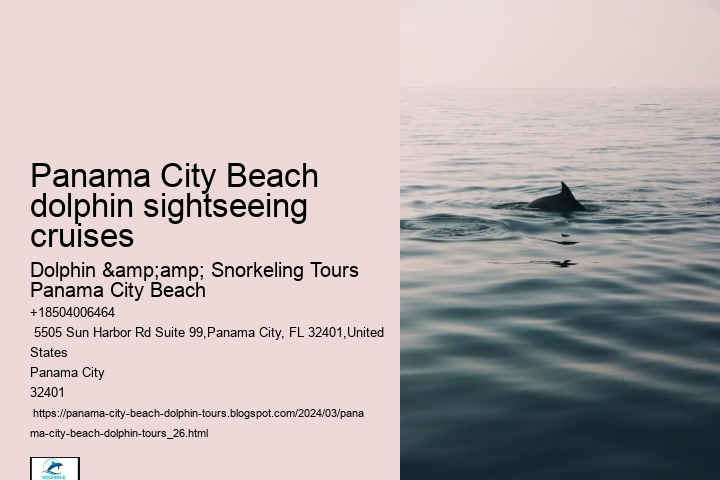 Panama City Beach
dolphin sightseeing
cruises
Dolphin &amp;amp; Snorkeling Tours
Panama City Beach
+18504006464
5505 Sun Harbor Rd Suite 99,Panama City, FL 32401,United
States
Panama City
32401
https://panama-city-beach-dolphin-tours.blogspot.com/2024/03/pana
ma-city-beach-dolphin-tours_26.html
DOLPHIN &